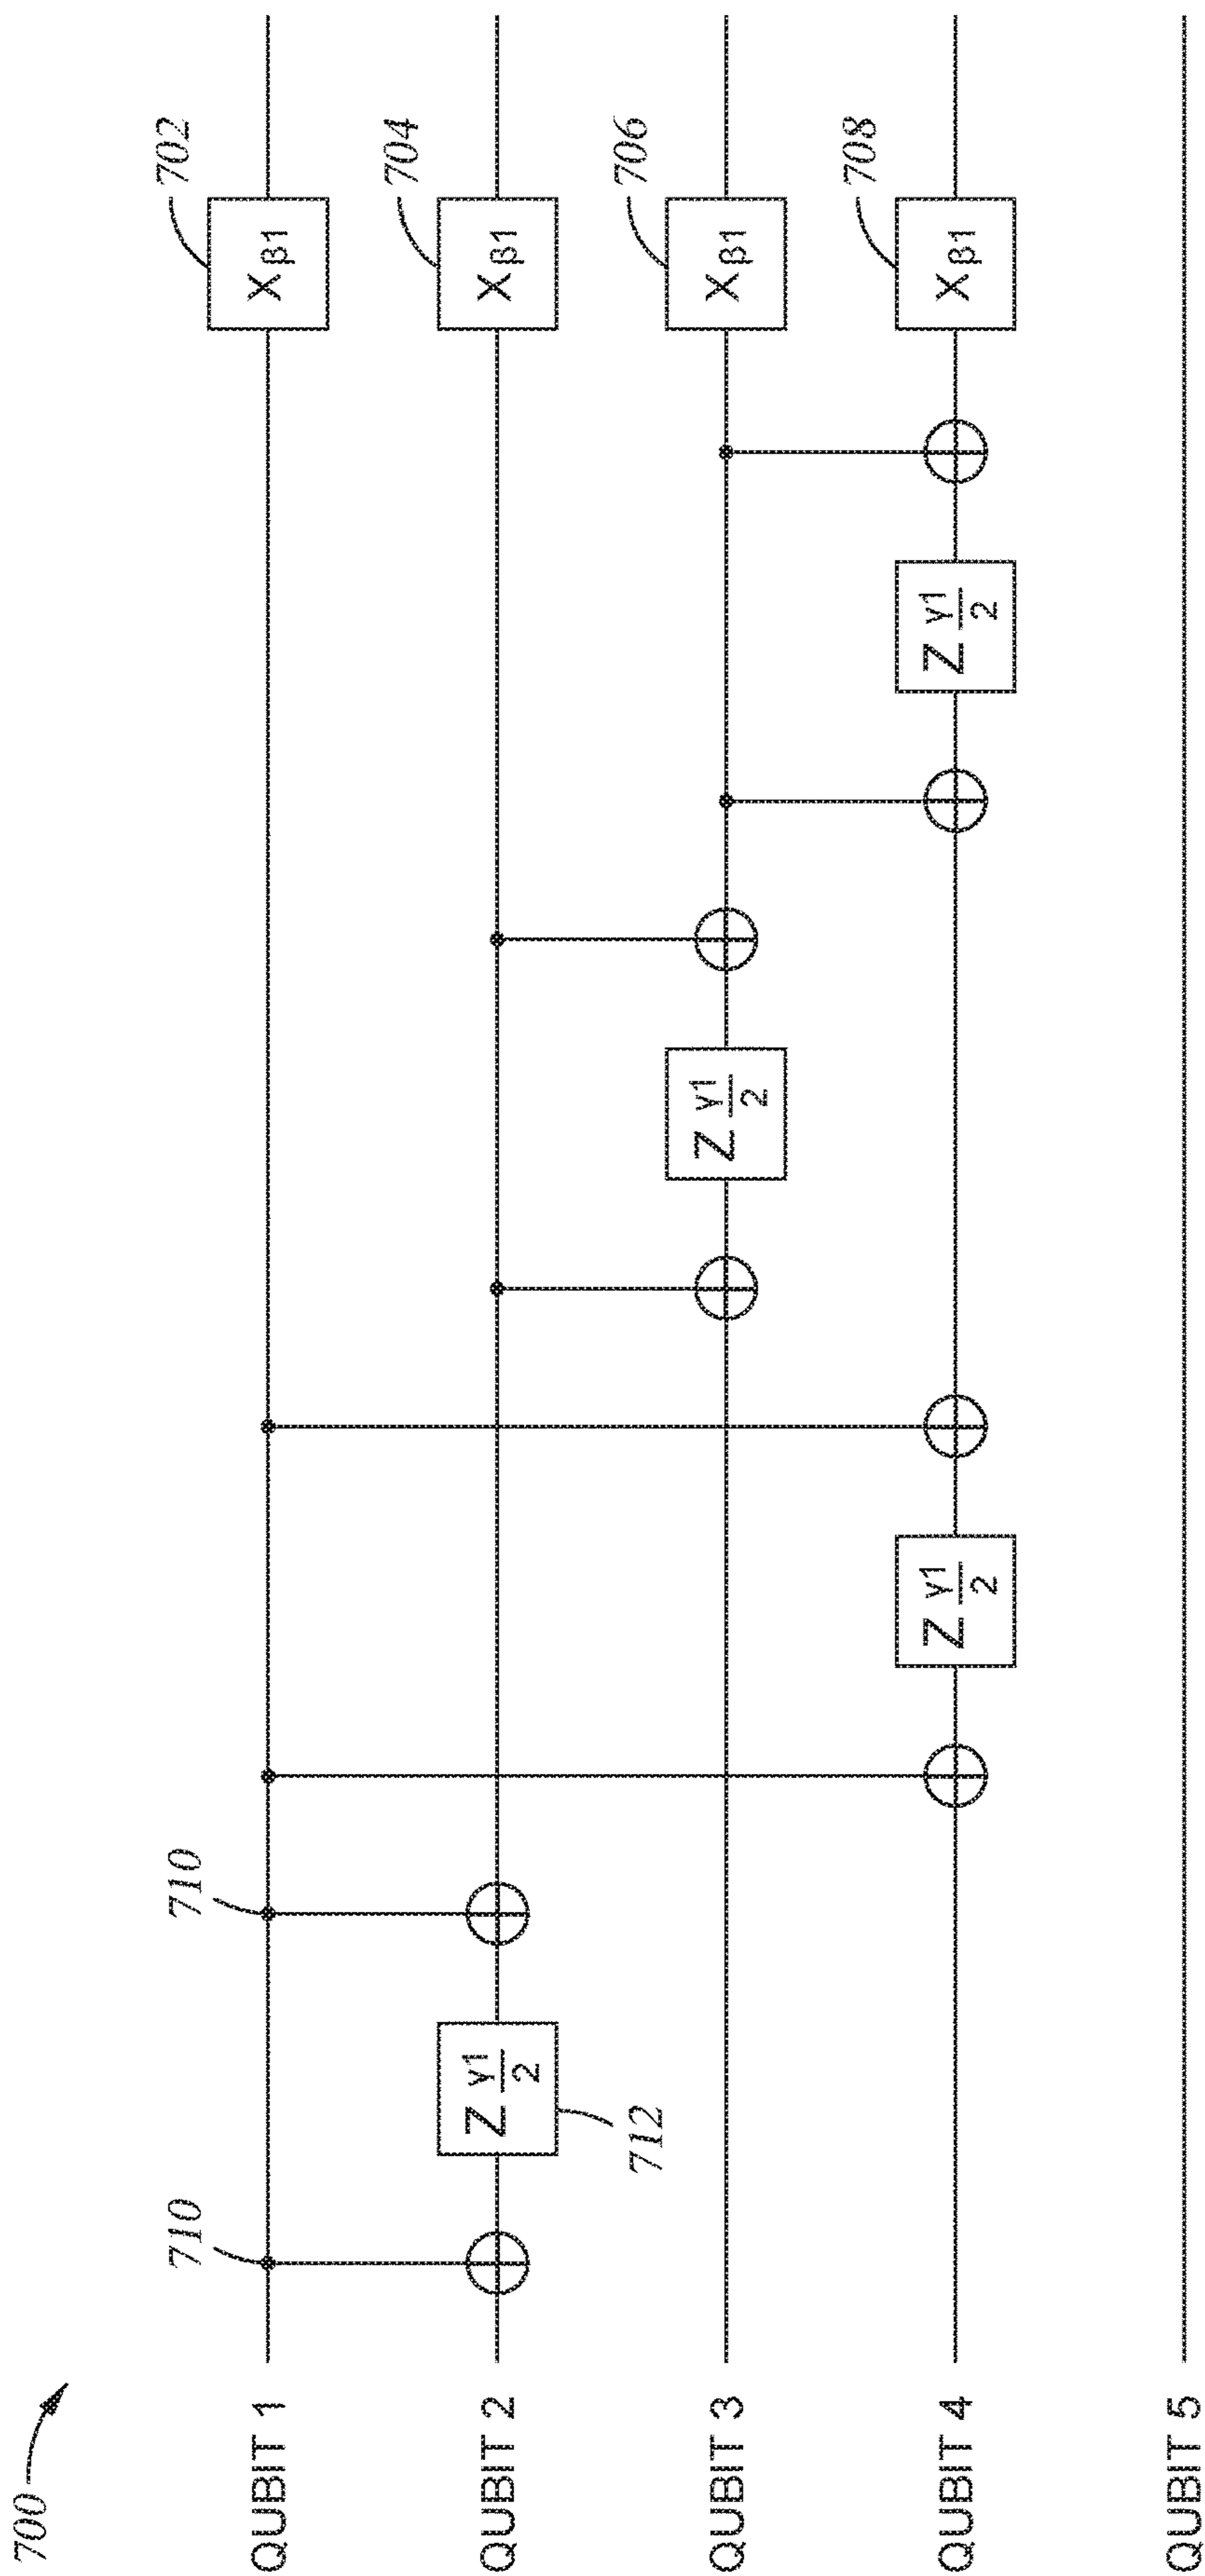 700
710 710 702
QUBIT 1 Xβ1
704
QUBIT 2 Z γ1/2 Xβ1
712 706
QUBIT 3 Z γ1/2 Xβ1
708
QUBIT 4 Z γ1/2 Z γ1/2 Xβ1
QUBIT 5